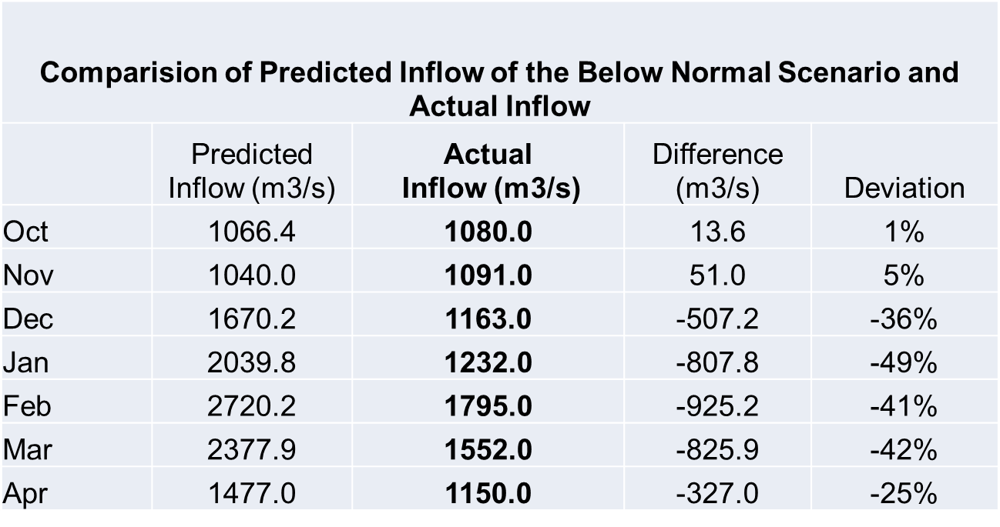 Comparision of Predicted Inflow of the Below Normal Scenario and
Actual Inflow
Predicted Inflow (m3/s) Actual Inflow (m3/s) Difference (m3/s) Deviation
Oct 1066.4 1080.0 13.6 1%
Nov 1040.0 1091.0 51.0 5%
Dec 1670.2 1163.0 -507.2 -36%
Jan 2039.8 1232.0 -807.8 -49%
Feb 2720.2 1795.0 -925.2 -41%
Mar 2377.9 1552.0 -825.9 -42%
Apr 1477.0 1150.0 -327.0 -25%